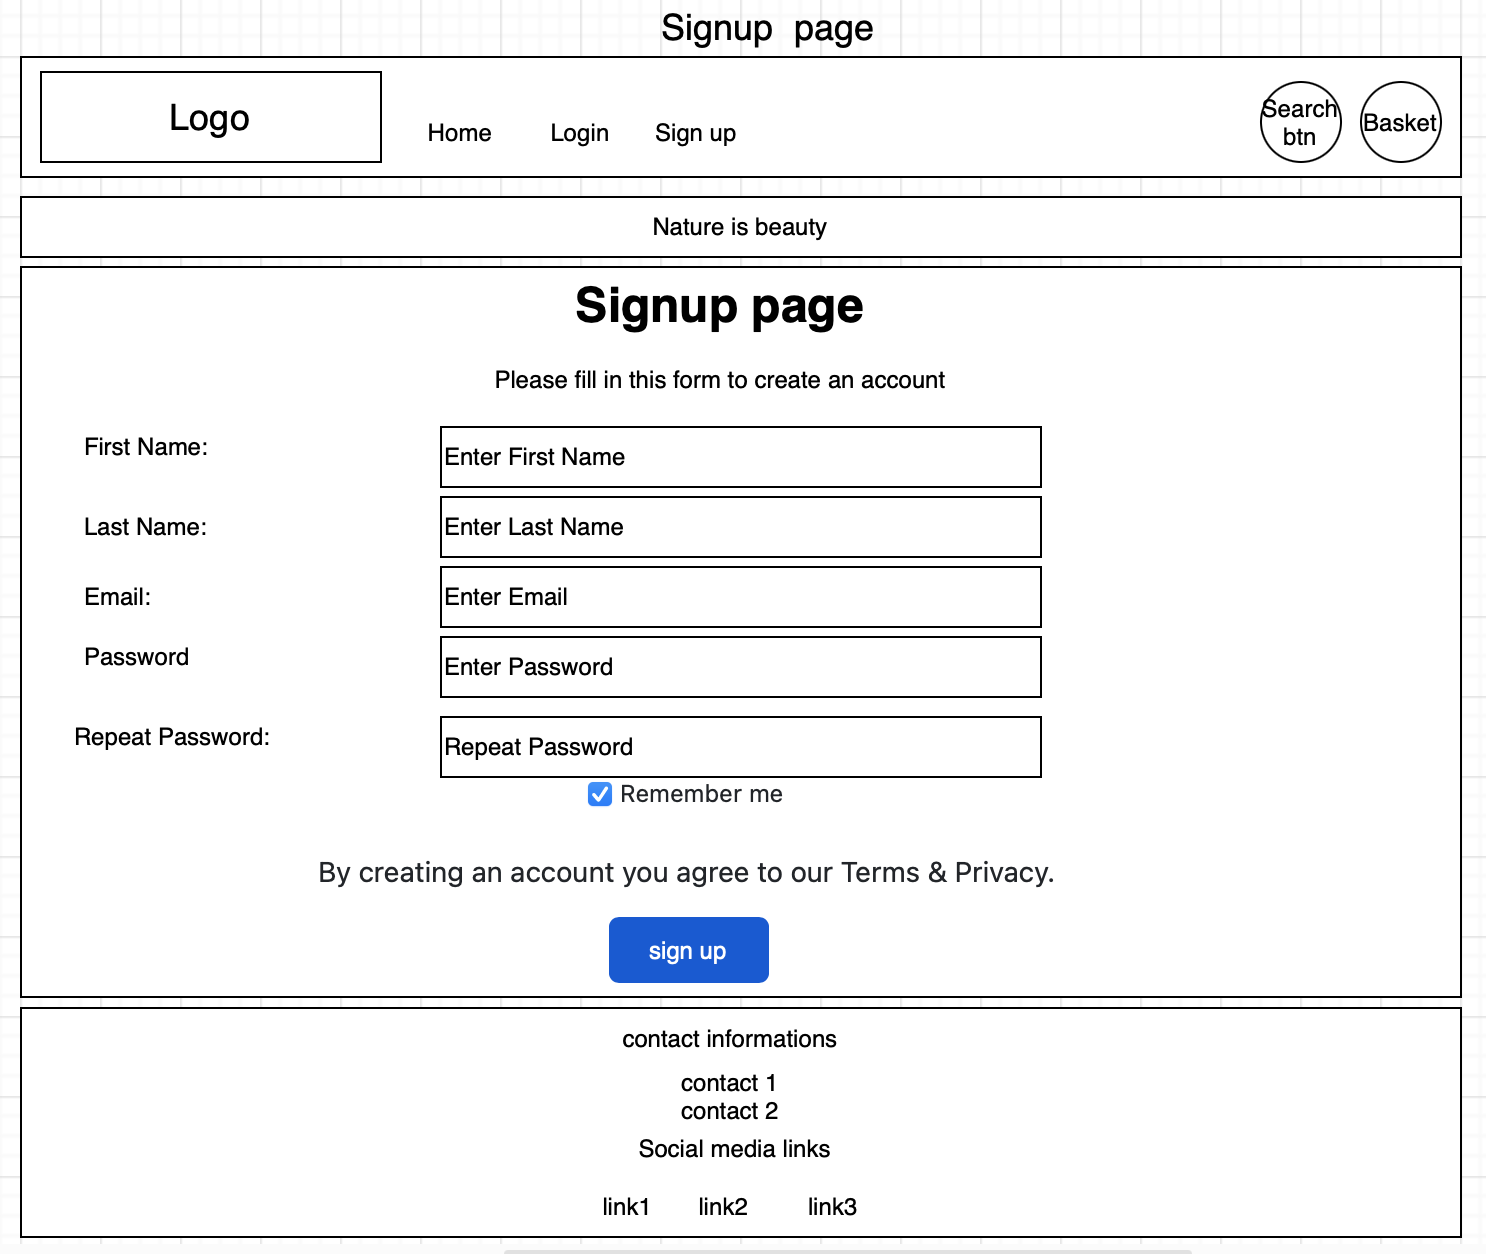 Signup page
Logo
Home Login Sign up
Search
btn
Basket
Nature is beauty
Signup page
Please fill in this form to create an account
First Name:
Enter First Name
Last Name:
Enter Last Name
Email:
Enter Email
Password
Enter Password
Repeat Password:
Repeat Password
Remember me
By creating an account you agree to our Terms & Privacy.
sign up
contact informations
contact 1
contact 2
Social media links
link1 link2 link3